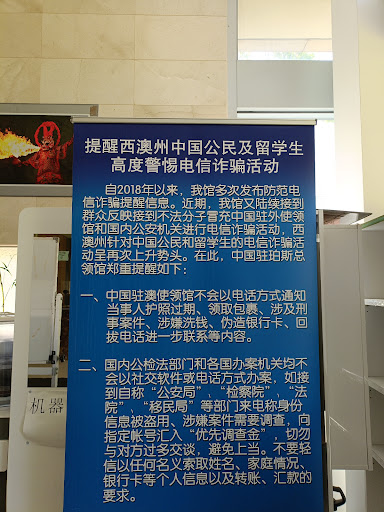 提醒西澳州中国公民及留学生
高度警惕电信诈骗活动
自2018年以来，我馆多次发布防范电
信诈骗提醒信息。近期，我馆又陆续接到
群众反映接到不法分子冒充中国驻外使领
馆和国内公安机关进行电信诈骗活动，西
澳州针对中国公民和留学生的电信诈骗活
动呈再次上升势头。在此，中国驻珀斯总
领馆郑重提醒如下：
一、中国驻澳使领馆不会以电话方式通知
当事人护照过期、领取包裹、涉及刑
事案件、涉嫌洗钱、伪造银行卡、回
拨电话进一步联系等内容。
二、国内公检法部门和各国办案机关均不
会以社交软件或电话方式办案，如接
到自称“公安局”、“检察院”、“法
院”、“移民局”等部门来电称身份
信息被盗用、涉嫌案件需要调查，向
指定帐号汇入“优先调查金”，切勿
与对方过多交谈，避免上当。不要轻
信以任何名义索取姓名、家庭情况、
银行卡等个人信息以及转账、汇款的
要求。
机器